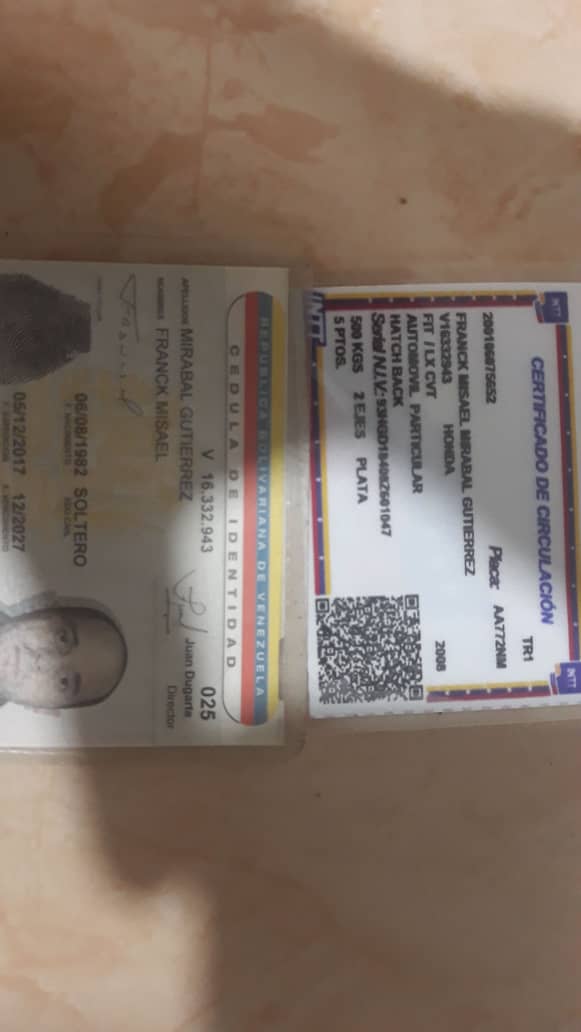 INTT
CERTIFICADO DE CIRCULACIÓN
INTT
TR1
200106875652
Placa: AA772NM
FRANCK MISAEL MIRABAL GUTIERREZ
V16332943 HONDA 2008
FIT / LX CVT
AUTOMOVIL PARTICULAR
HATCH BACK
Serial N.I.V.:
500 KGS 2 EJES PLATA
5 PTOS.
INTT
REPUBLICA BOLIVARIANA DE VENEZUELA
CEDULA DE IDENTIDAD
V 16.332.943
025
APELLIDOS MIRABAL GUTIERREZ
Juan Dugarte
Director
NOMBRES FRANCK MISAEL
06/08/1982 SOLTERO
F. NACIMIENTO EDO CIVIL
05/12/2017 12/2027
F. EXPEDICION F. VENCIMIENTO